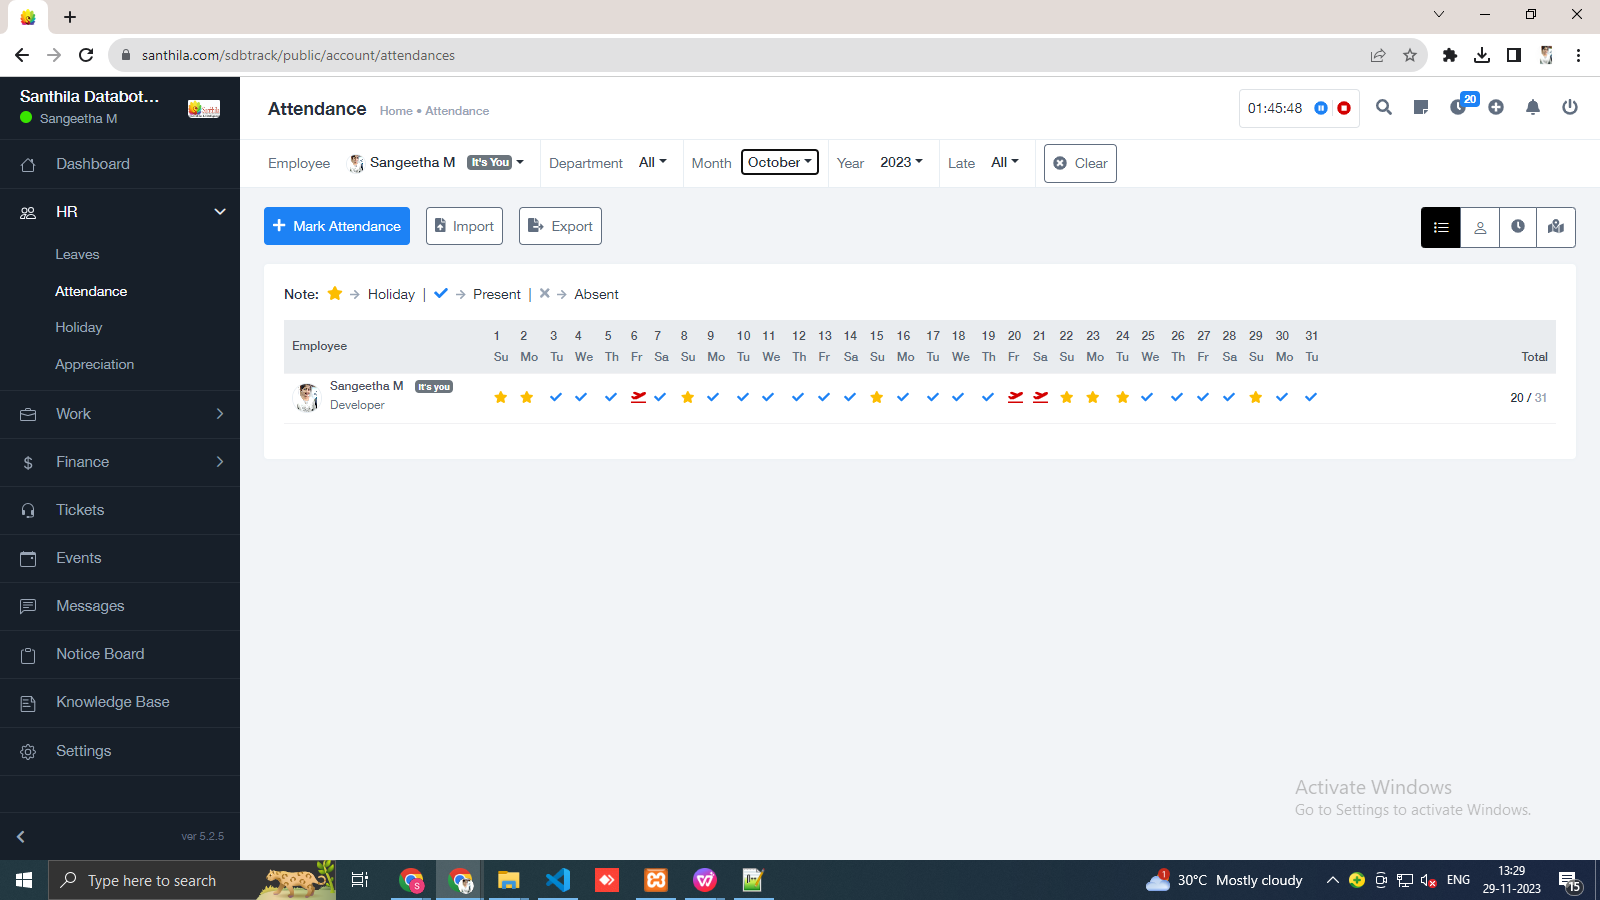 santhila.com/sdbtrack/public/account/attendances
Santhila Databot...
Sangeetha M
Attendance
Home • Attendance
01:45:48
20
Dashboard
HR
Leaves
Attendance
Holiday
Appreciation
Work
Finance
Tickets
Events
Messages
Notice Board
Knowledge Base
Settings
ver 5.2.5
Employee Sangeetha M It's You Department All Month October Year 2023 Late All Clear
Mark Attendance Import Export
Note: Holiday | Present | Absent
Employee
1 2 3 4 5 6 7 8 9 10 11 12 13 14 15 16 17 18 19 20 21 22 23 24 25 26 27 28 29 30 31
Su Mo Tu We Th Fr Sa Su Mo Tu We Th Fr Sa Su Mo Tu We Th Fr Sa Su Mo Tu We Th Fr Sa Su Mo Tu Total
Sangeetha M It's you
Developer
20 / 31
Activate Windows
Go to Settings to activate Windows.
Type here to search
1
30°C Mostly cloudy
ENG
13:29
29-11-2023
15